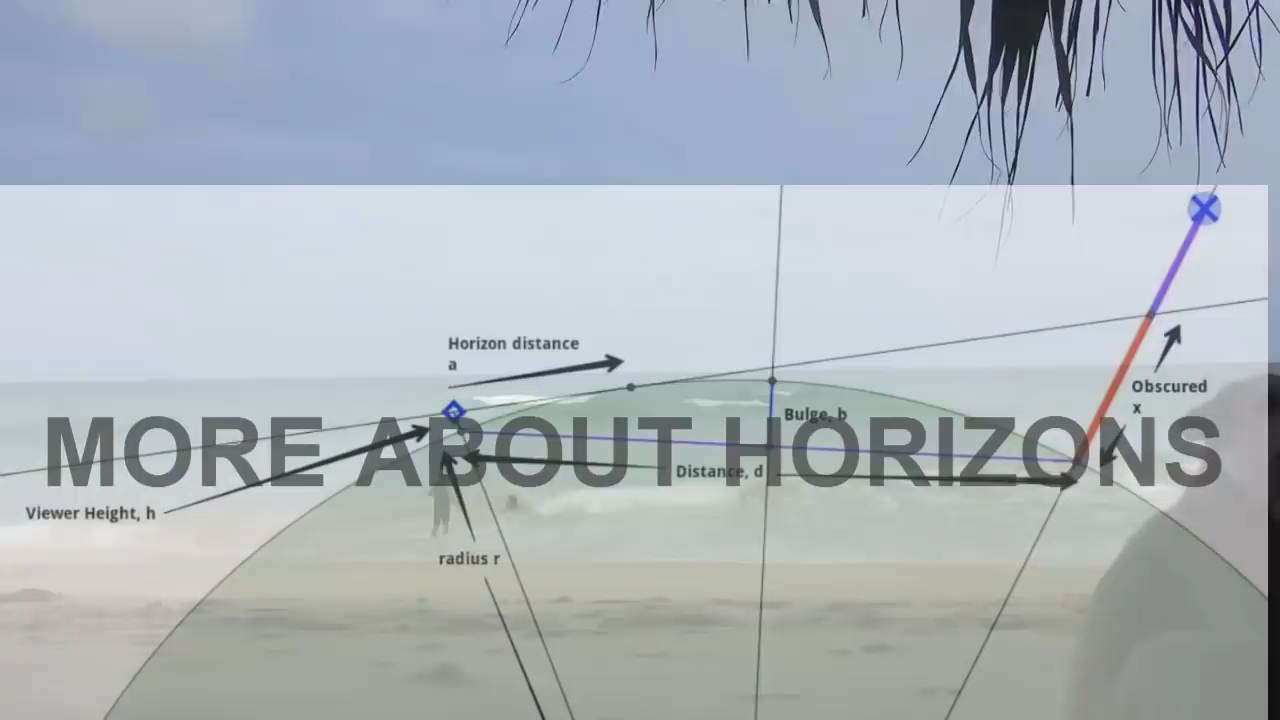 Horizon distance
a
Obscured
x
Bulge, b
MORE ABOUT HORIZONS
Distance, d
Viewer Height, h
radius r